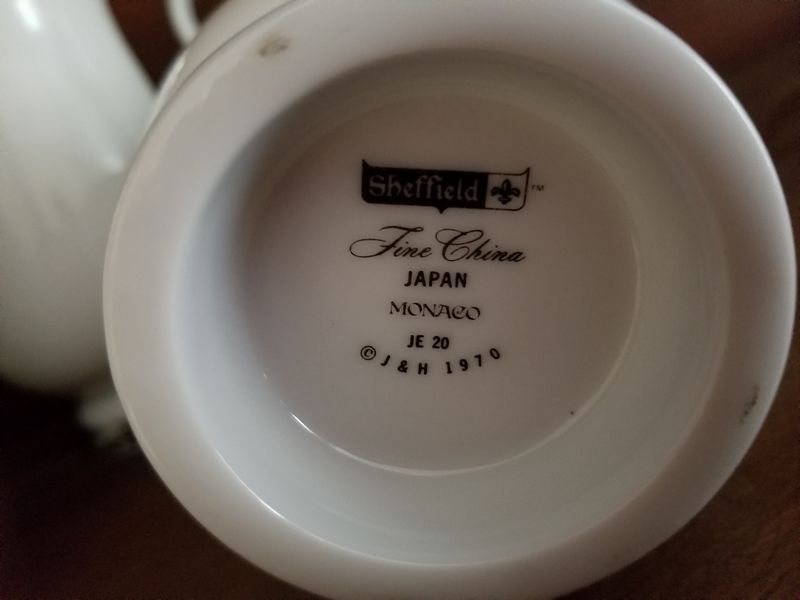 Sheffield ™
Fine China
JAPAN
MONACO
JE 20
© J & H 1970